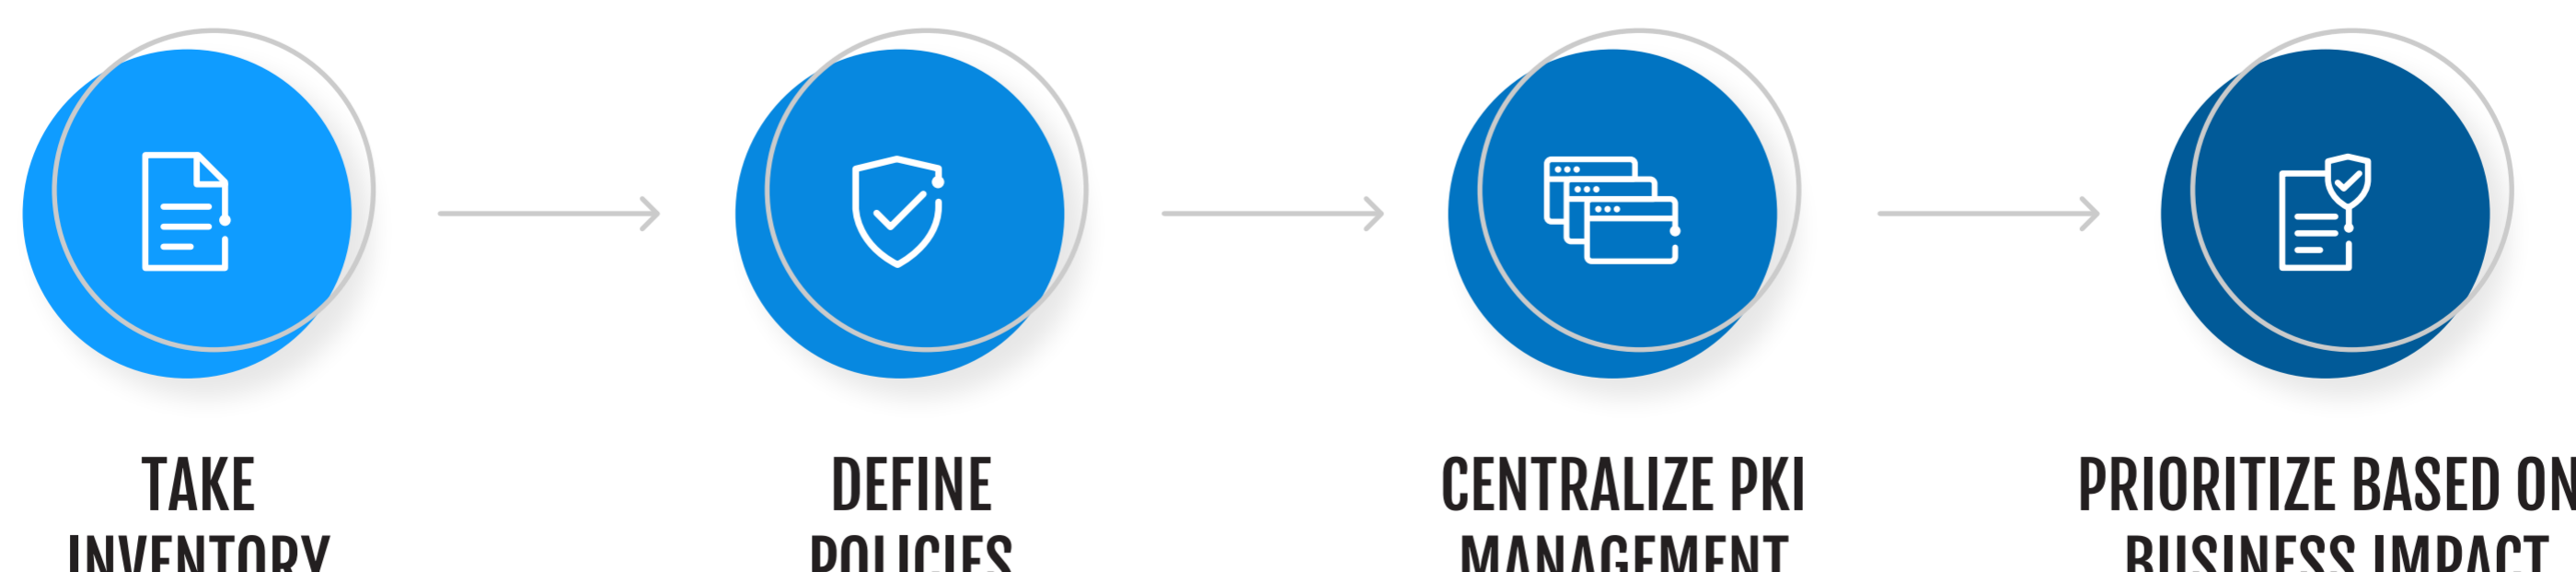 TAKE
INVENTORY
DEFINE
POLICIES
CENTRALIZE PKI
MANAGEMENT
PRIORITIZE BASED ON
BUSINESS IMPACT